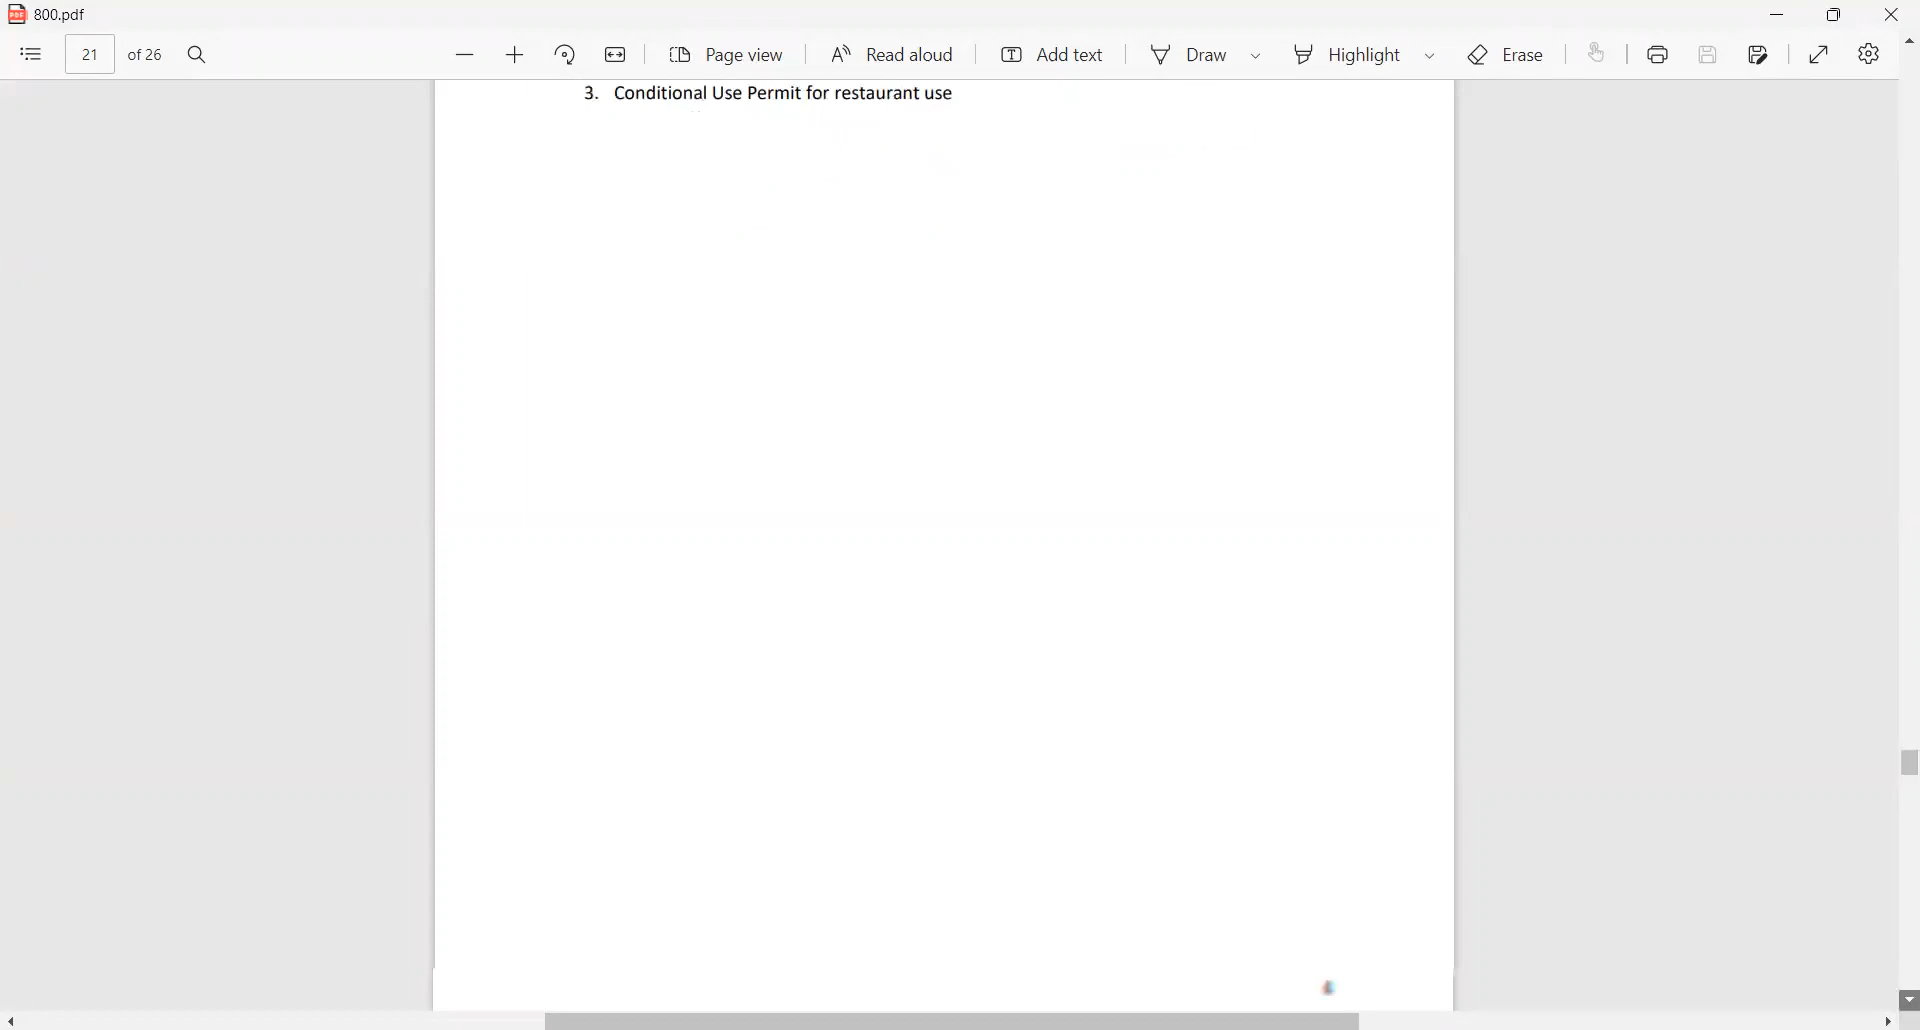 800.pdf
21 of 26
Page view
Read aloud
Add text
Draw
Highlight
Erase
3. Conditional Use Permit for restaurant use